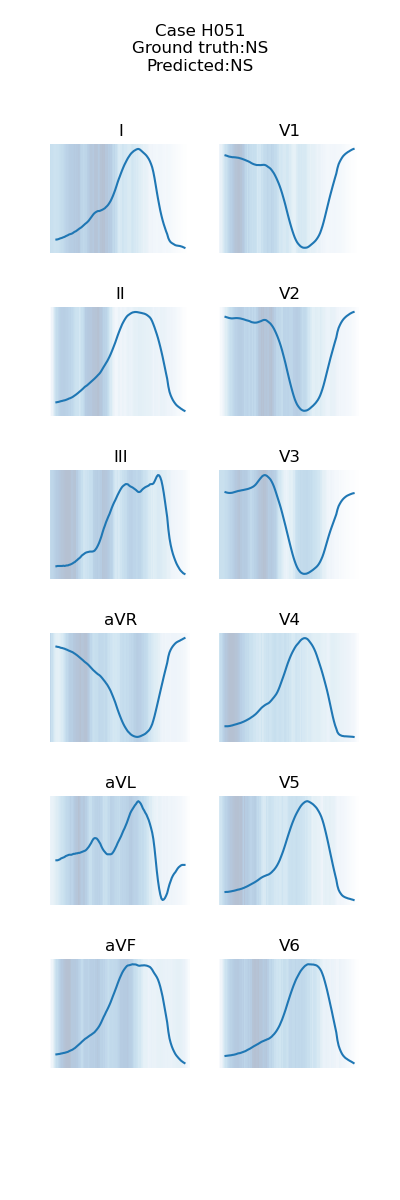 Case H051
Ground truth:NS
Predicted:NS
I
V1
II
V2
III
V3
aVR
V4
aVL
V5
aVF
V6